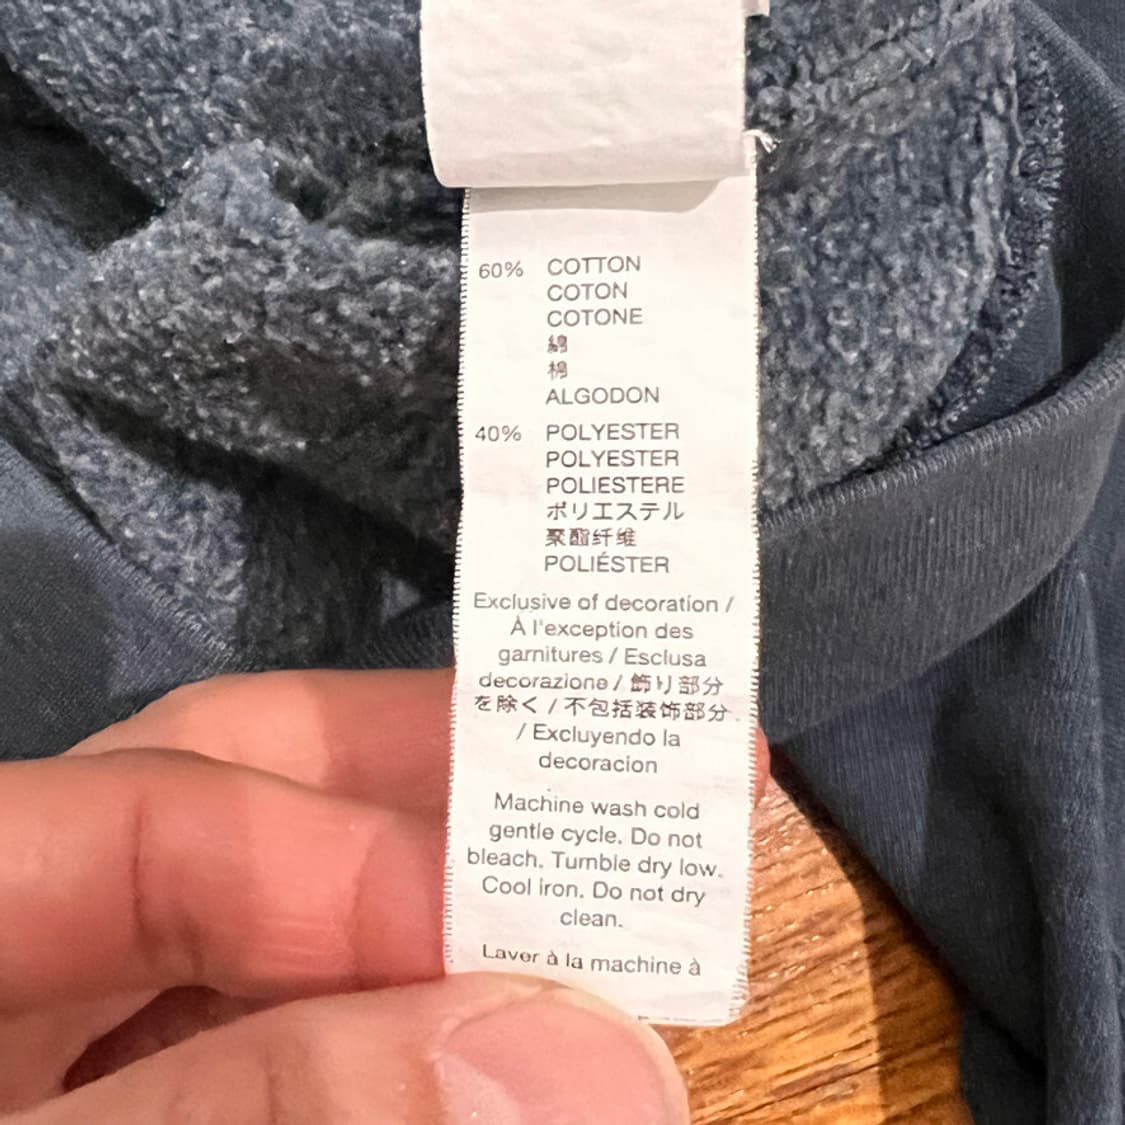 60% COTTON
COTON
COTONE
綿
棉
ALGODON
40% POLYESTER
POLYESTER
POLIESTERE
ポリエステル
聚酯纤维
POLIÉSTER
Exclusive of decoration /
À l'exception des
garnitures / Esclusa
decorazione / 飾り部分
を除く / 不包括装饰部分
/ Excluyendo la
decoracion
Machine wash cold
gentle cycle. Do not
bleach. Tumble dry low.
Cool iron. Do not dry
clean.
Laver à la machine à